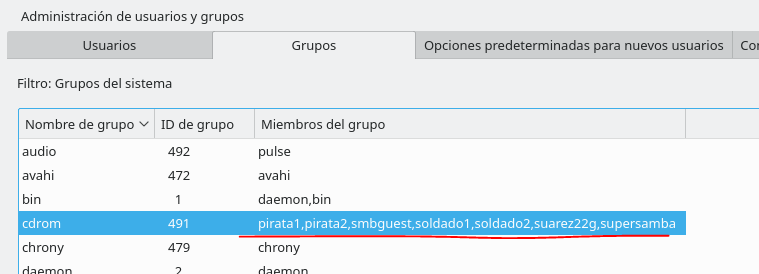 Administración de usuarios y grupos
Usuarios Grupos Opciones predeterminadas para nuevos usuarios Co
Filtro: Grupos del sistema
Nombre de grupo ID de grupo Miembros del grupo
audio 492 pulse
avahi 472 avahi
bin 1 daemon,bin
cdrom 491 pirata1,pirata2,smbguest,soldado1,soldado2,suarez22g,supersamba
chrony 479 chrony
daemon 2 daemon